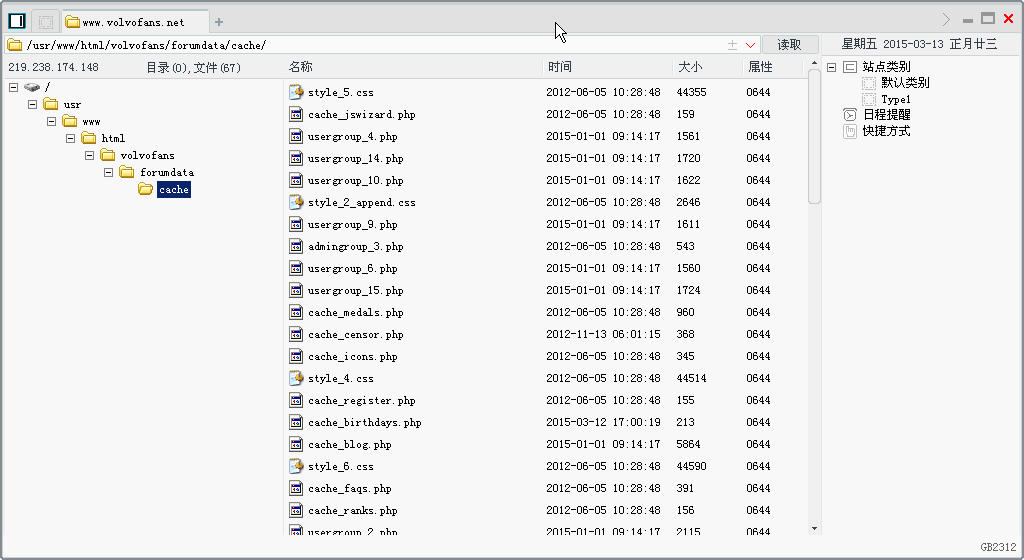 www.volvofans.net
/usr/www/html/volvofans/forumdata/cache/ 读取 星期五 2015-03-13 正月廿三
219.238.174.148 目录(0),文件(67) 名称 时间 大小 属性
/
usr
www
html
volvofans
forumdata
cache
style_5.css 2012-06-05 10:28:48 44355 0644
cache_jswizard.php 2012-06-05 10:28:48 159 0644
usergroup_4.php 2015-01-01 09:14:17 1561 0644
usergroup_14.php 2015-01-01 09:14:17 1720 0644
usergroup_10.php 2015-01-01 09:14:17 1622 0644
style_2_append.css 2012-06-05 10:28:48 2646 0644
usergroup_9.php 2015-01-01 09:14:17 1611 0644
admingroup_3.php 2012-06-05 10:28:48 543 0644
usergroup_6.php 2015-01-01 09:14:17 1560 0644
usergroup_15.php 2015-01-01 09:14:17 1724 0644
cache_medals.php 2012-06-05 10:28:48 960 0644
cache_censor.php 2012-11-13 06:01:15 368 0644
cache_icons.php 2012-06-05 10:28:48 345 0644
style_4.css 2012-06-05 10:28:48 44514 0644
cache_register.php 2012-06-05 10:28:48 155 0644
cache_birthdays.php 2015-03-12 17:00:19 213 0644
cache_blog.php 2015-01-01 09:14:17 5864 0644
style_6.css 2012-06-05 10:28:48 44590 0644
cache_faqs.php 2012-06-05 10:28:48 391 0644
cache_ranks.php 2012-06-05 10:28:48 156 0644
usergroup_2.php 2015-01-01 09:14:17 2115 0644
站点类别
默认类别
Type1
日程提醒
快捷方式
GB2312